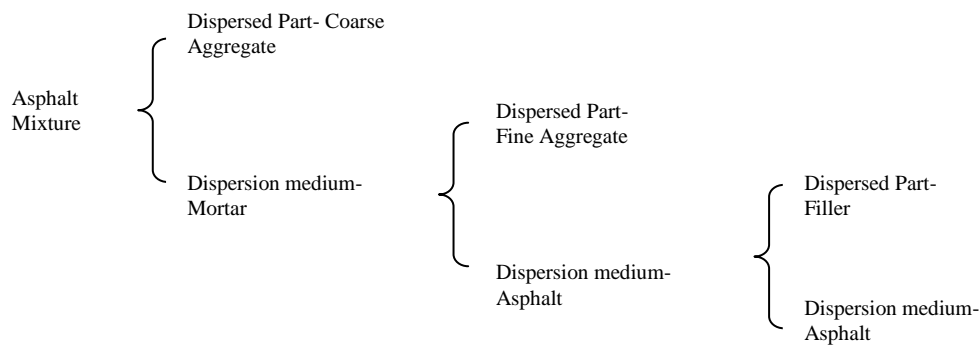 Dispersed Part- Coarse
Aggregate
Asphalt
Mixture
Dispersed Part-
Fine Aggregate
Dispersion medium-
Mortar
Dispersed Part-
Filler
Dispersion medium-
Asphalt
Dispersion medium-
Asphalt